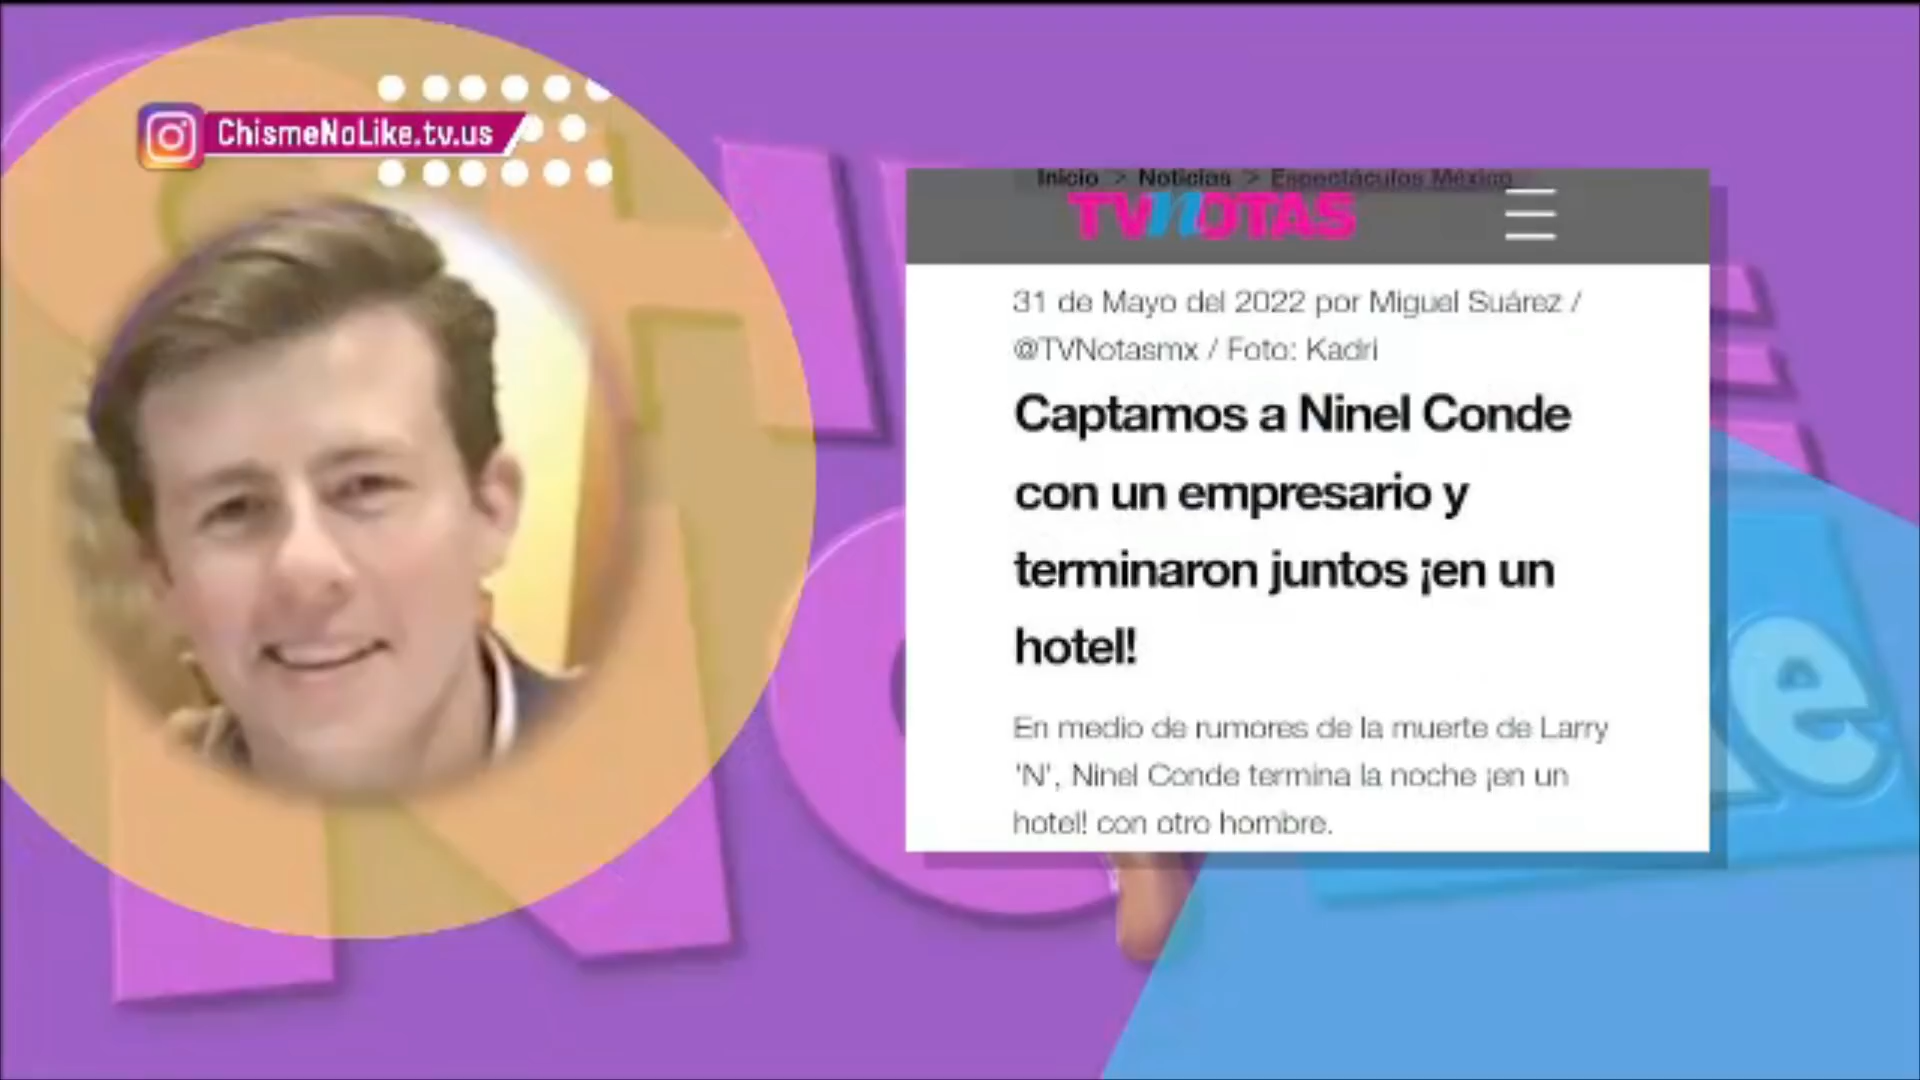 ChismeNoLike.tv.us
Inicio > Noticias > Espectáculos México
TVNOTAS
31 de Mayo del 2022 por Miguel Suárez /
@TVNotasmx / Foto: Kadri
Captamos a Ninel Conde
con un empresario y
terminaron juntos ¡en un
hotel!
En medio de rumores de la muerte de Larry
'N', Ninel Conde termina la noche ¡en un
hotel! con otro hombre.